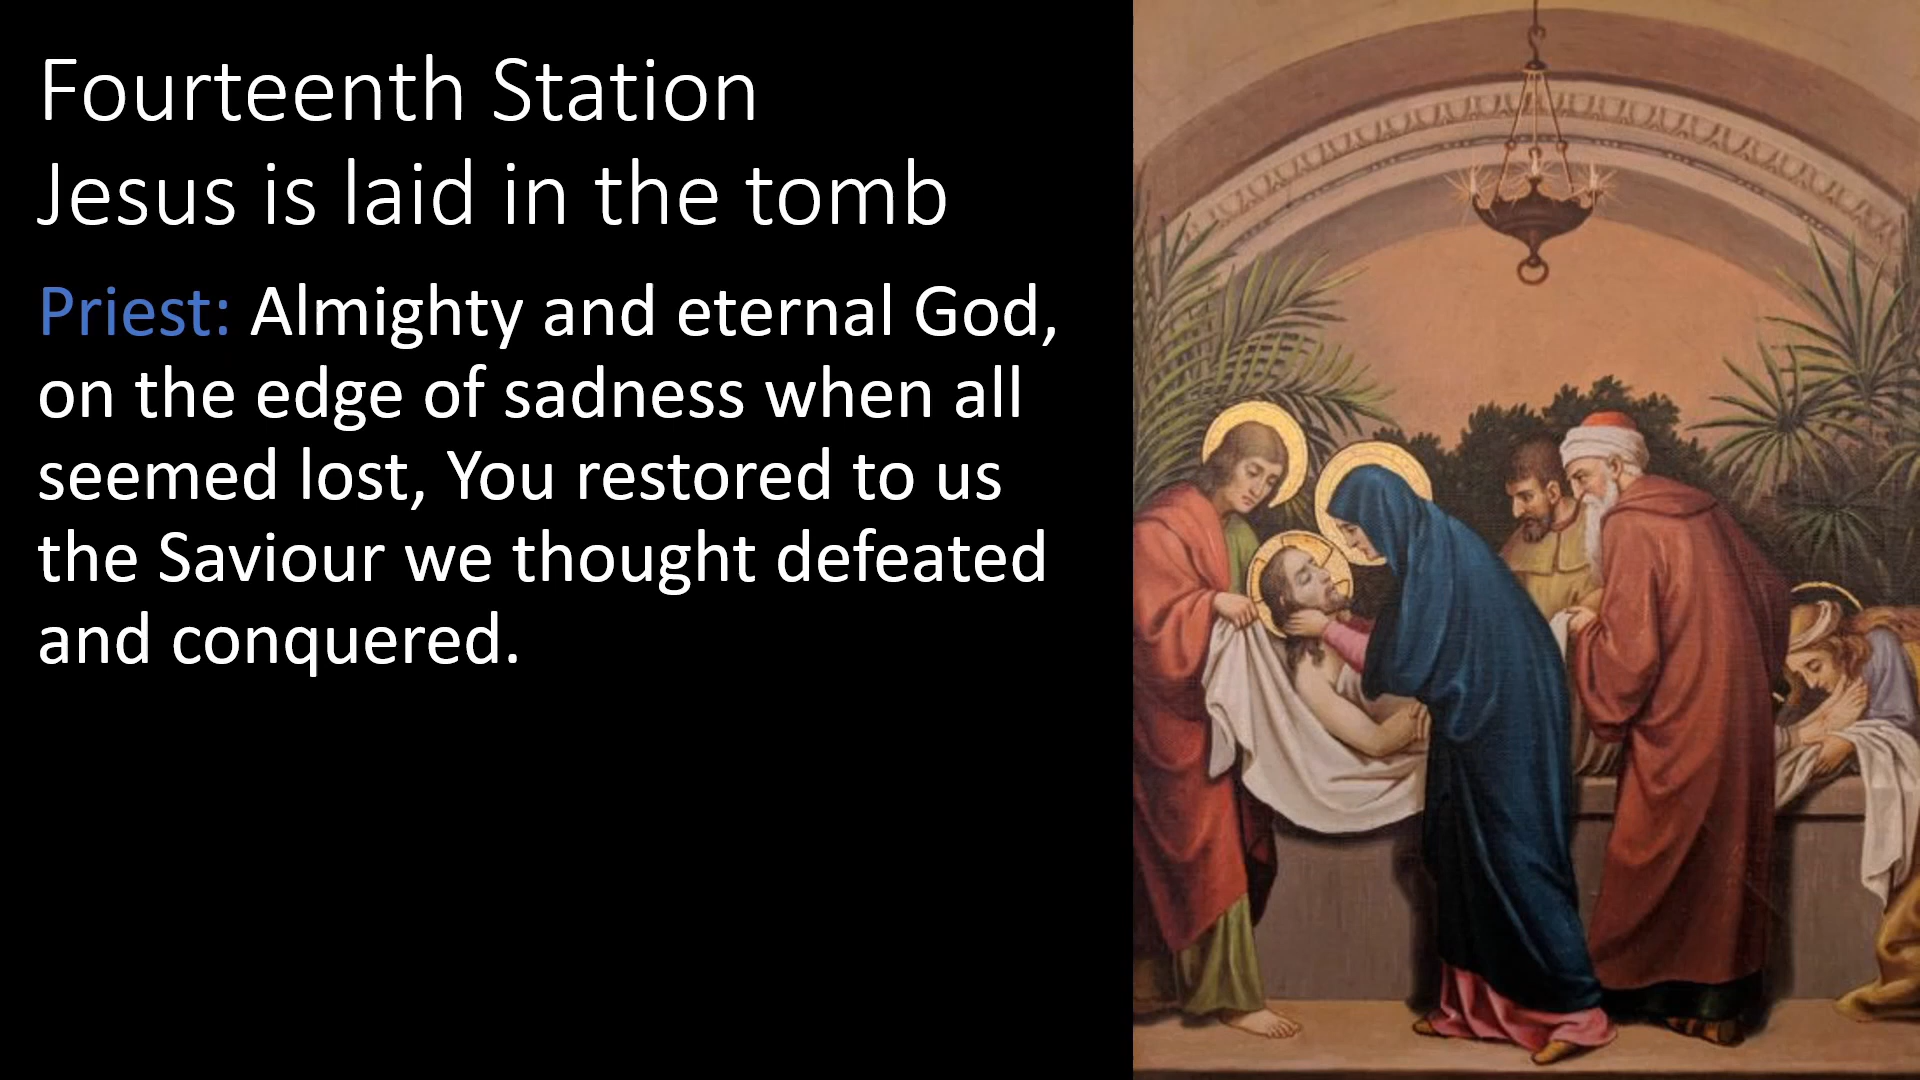 Fourteenth Station
Jesus is laid in the tomb
Priest: Almighty and eternal God,
on the edge of sadness when all
seemed lost, You restored to us
the Saviour we thought defeated
and conquered.